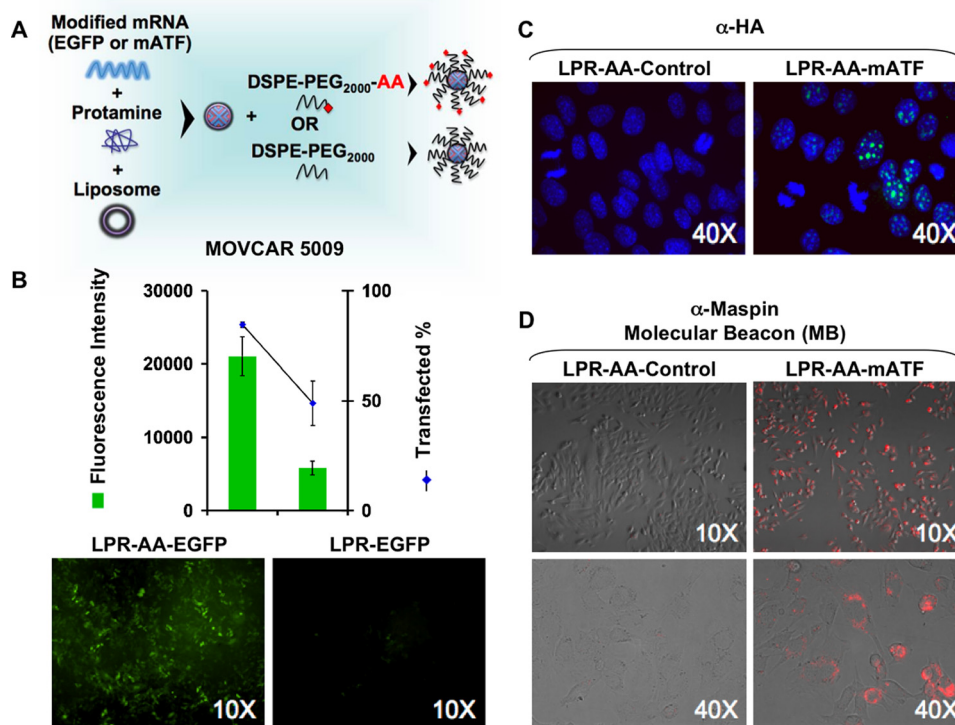 A
Modified mRNA
(EGFP or mATF)
+
Protamine
+
Liposome
+
DSPE-PEG2000-AA
OR
DSPE-PEG2000
MOVCAR 5009
B
Fluorescence Intensity
30000
20000
10000
0
100
50
0
Transfected %
LPR-AA-EGFP
LPR-EGFP
10X
10X
C
α-HA
LPR-AA-Control
LPR-AA-mATF
40X
40X
D
α-Maspin
Molecular Beacon (MB)
LPR-AA-Control
LPR-AA-mATF
10X
10X
40X
40X